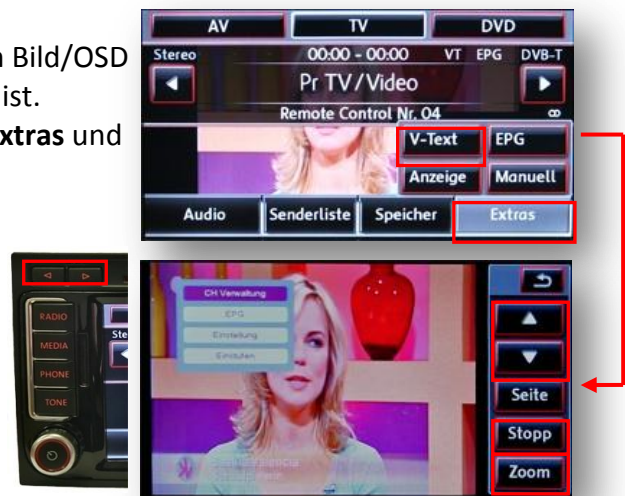 Bild/OSD
ist.
xtras und
AV TV DVD
Stereo 00:00 - 00:00 VT EPG DVB-T
Pr TV/Video
Remote Control Nr. 04
V-Text EPG
Anzeige Manuell
Audio Senderliste Speicher Extras
RADIO
MEDIA
PHONE
TONE
Ste
CH Verwaltung
EPG
Einstellung
Einlaufen
Seite
Stopp
Zoom